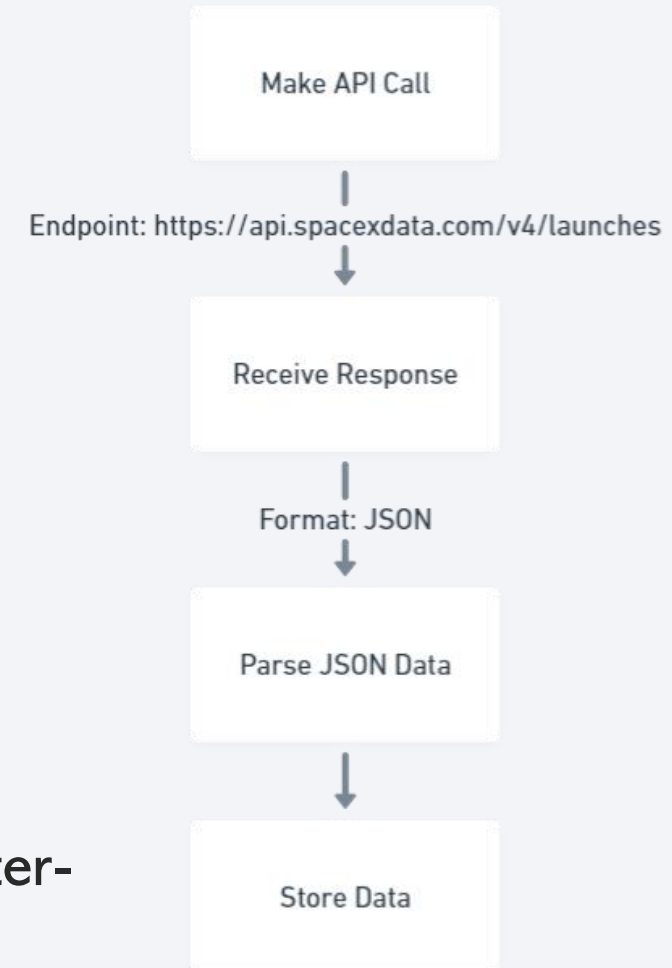 Make API Call
Endpoint: https://api.spacexdata.com/v4/launches
Receive Response
Format: JSON
Parse JSON Data
ter-
Store Data